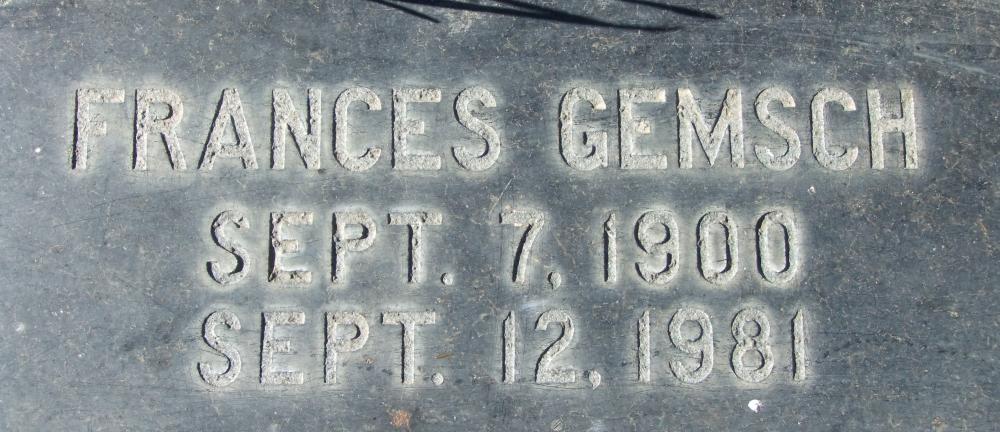 FRANCES GEMSCH
SEPT. 7, 1900
SEPT. 12, 1981